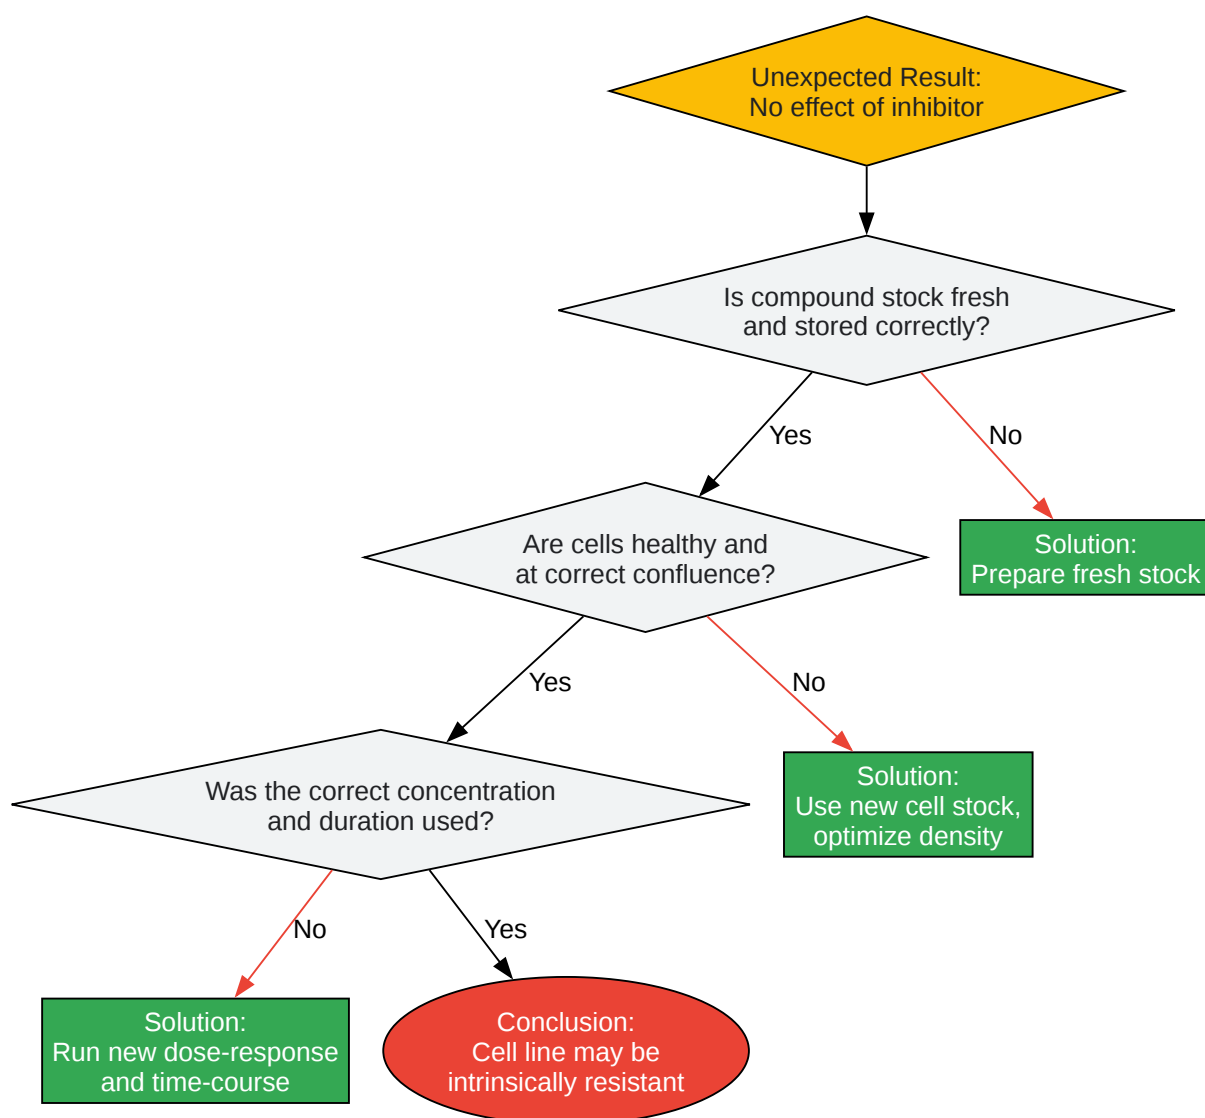 Unexpected Result:
No effect of inhibitor
Is compound stock fresh
and stored correctly?
Yes
No
Are cells healthy and
at correct confluence?
Solution:
Prepare fresh stock
Yes
No
Was the correct concentration
and duration used?
Solution:
Use new cell stock,
optimize density
No
Yes
Solution:
Run new dose-response
and time-course
Conclusion:
Cell line may be
intrinsically resistant